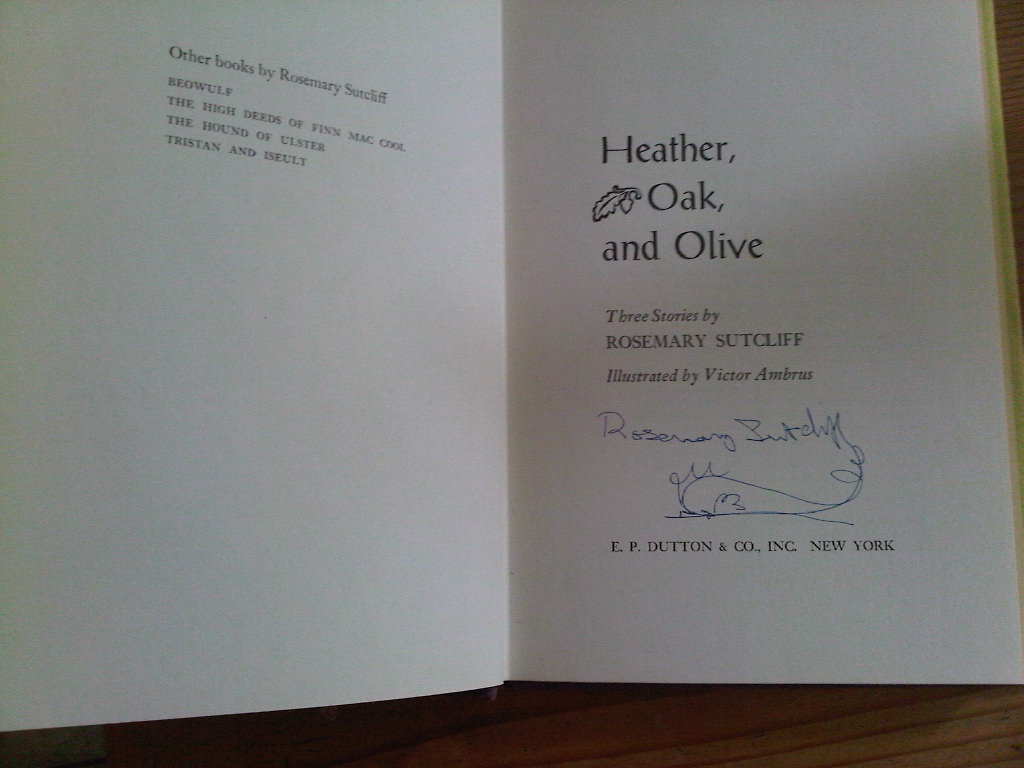 Other books by Rosemary Sutcliff
BEOWULF
THE HIGH DEEDS OF FINN MAC COOL
THE HOUND OF ULSTER
TRISTAN AND ISEULT
Heather,
Oak,
and Olive
Three Stories by
ROSEMARY SUTCLIFF
Illustrated by Victor Ambrus
Rosemary Sutcliff
E. P. DUTTON & CO., INC. NEW YORK